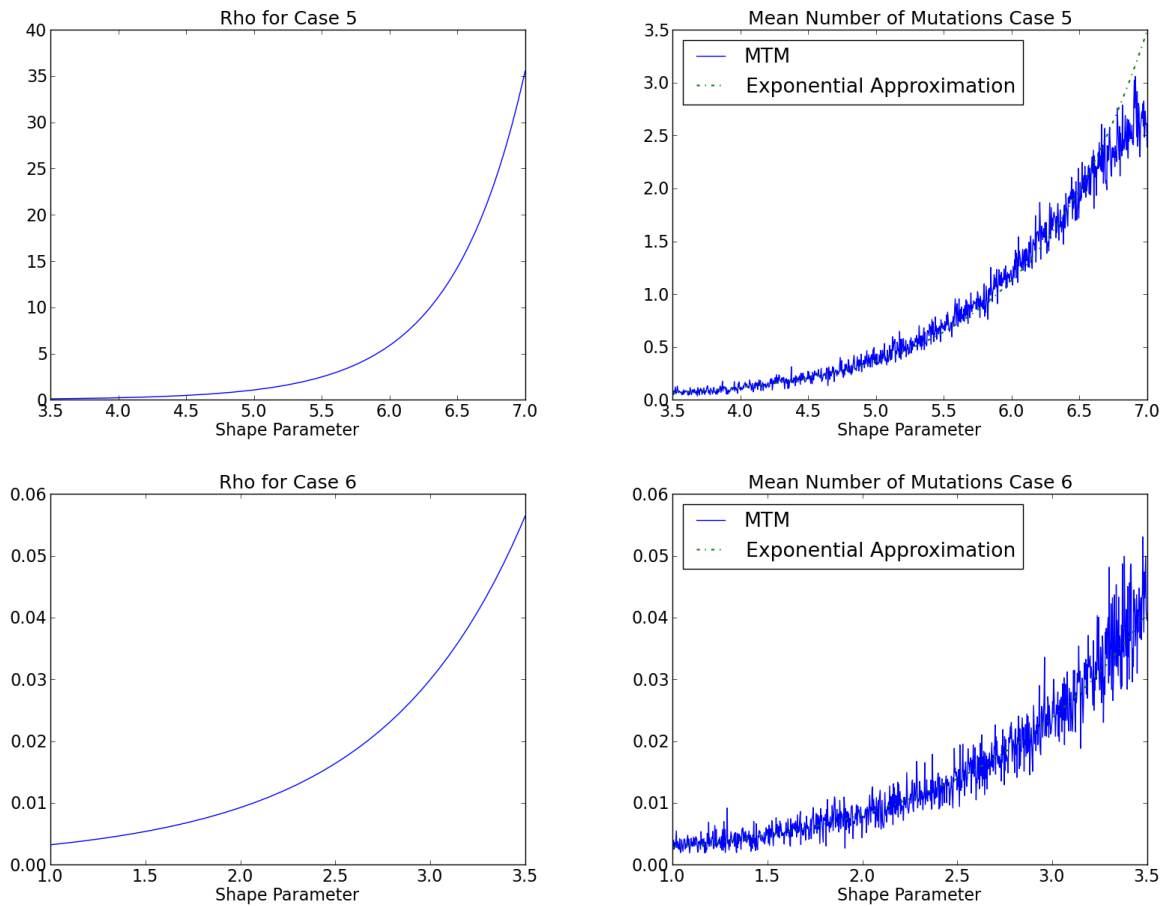 Rho for Case 5
40
35
30
25
20
15
10
5
0
3.5 4.0 4.5 5.0 5.5 6.0 6.5 7.0
Shape Parameter
Mean Number of Mutations Case 5
MTM
Exponential Approximation
3.5
3.0
2.5
2.0
1.5
1.0
0.5
0.0
3.5 4.0 4.5 5.0 5.5 6.0 6.5 7.0
Shape Parameter
Rho for Case 6
0.06
0.05
0.04
0.03
0.02
0.01
0.00
1.0 1.5 2.0 2.5 3.0 3.5
Shape Parameter
Mean Number of Mutations Case 6
MTM
Exponential Approximation
0.06
0.05
0.04
0.03
0.02
0.01
0.00
1.0 1.5 2.0 2.5 3.0 3.5
Shape Parameter